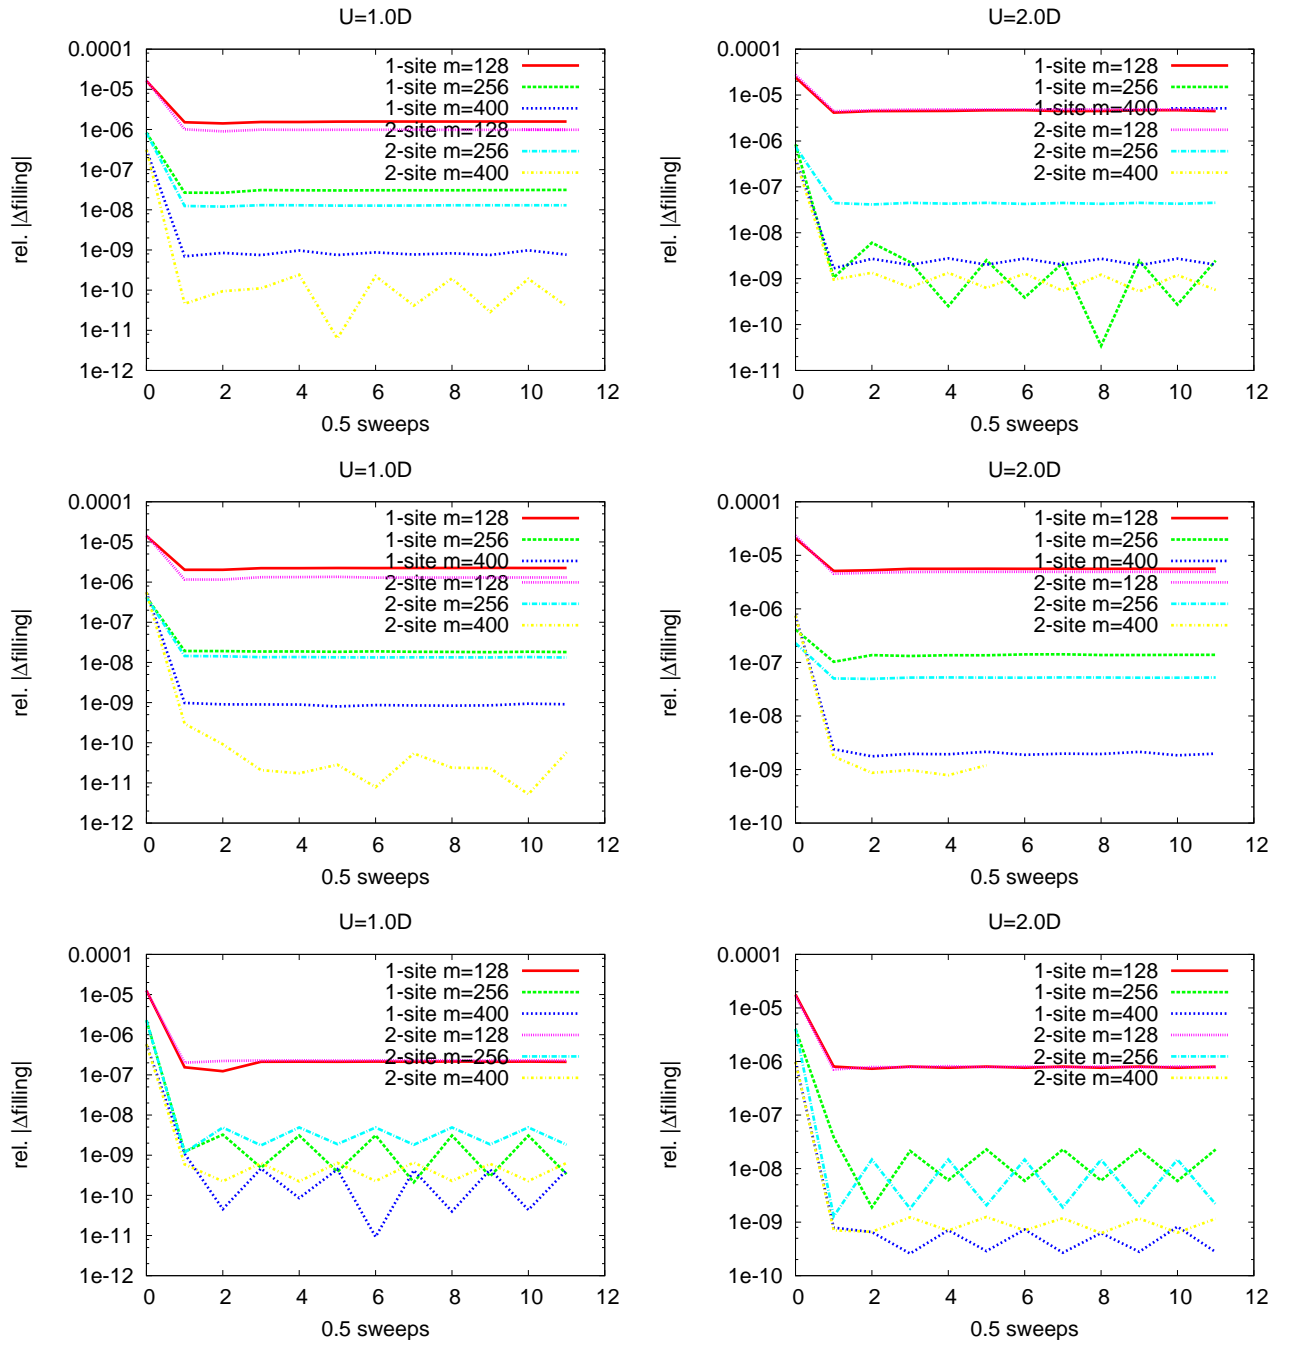 U=1.0D
0.0001
1e-05
1e-06
1e-07
1e-08
1e-09
1e-10
1e-11
1e-12
rel. |Δfilling|
1-site m=128
1-site m=256
1-site m=400
2-site m=128
2-site m=256
2-site m=400
0 2 4 6 8 10 12
0.5 sweeps
U=2.0D
0.0001
1e-05
1e-06
1e-07
1e-08
1e-09
1e-10
1e-11
rel. |Δfilling|
1-site m=128
1-site m=256
1-site m=400
2-site m=128
2-site m=256
2-site m=400
0 2 4 6 8 10 12
0.5 sweeps
U=1.0D
0.0001
1e-05
1e-06
1e-07
1e-08
1e-09
1e-10
1e-11
1e-12
rel. |Δfilling|
1-site m=128
1-site m=256
1-site m=400
2-site m=128
2-site m=256
2-site m=400
0 2 4 6 8 10 12
0.5 sweeps
U=2.0D
0.0001
1e-05
1e-06
1e-07
1e-08
1e-09
1e-10
rel. |Δfilling|
1-site m=128
1-site m=256
1-site m=400
2-site m=128
2-site m=256
2-site m=400
0 2 4 6 8 10 12
0.5 sweeps
U=1.0D
0.0001
1e-05
1e-06
1e-07
1e-08
1e-09
1e-10
1e-11
1e-12
rel. |Δfilling|
1-site m=128
1-site m=256
1-site m=400
2-site m=128
2-site m=256
2-site m=400
0 2 4 6 8 10 12
0.5 sweeps
U=2.0D
0.0001
1e-05
1e-06
1e-07
1e-08
1e-09
1e-10
rel. |Δfilling|
1-site m=128
1-site m=256
1-site m=400
2-site m=128
2-site m=256
2-site m=400
0 2 4 6 8 10 12
0.5 sweeps